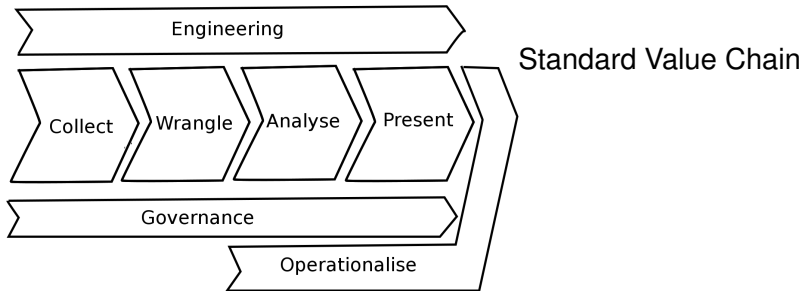 Engineering
Standard Value Chain
Collect
Wrangle
Analyse
Present
Governance
Operationalise